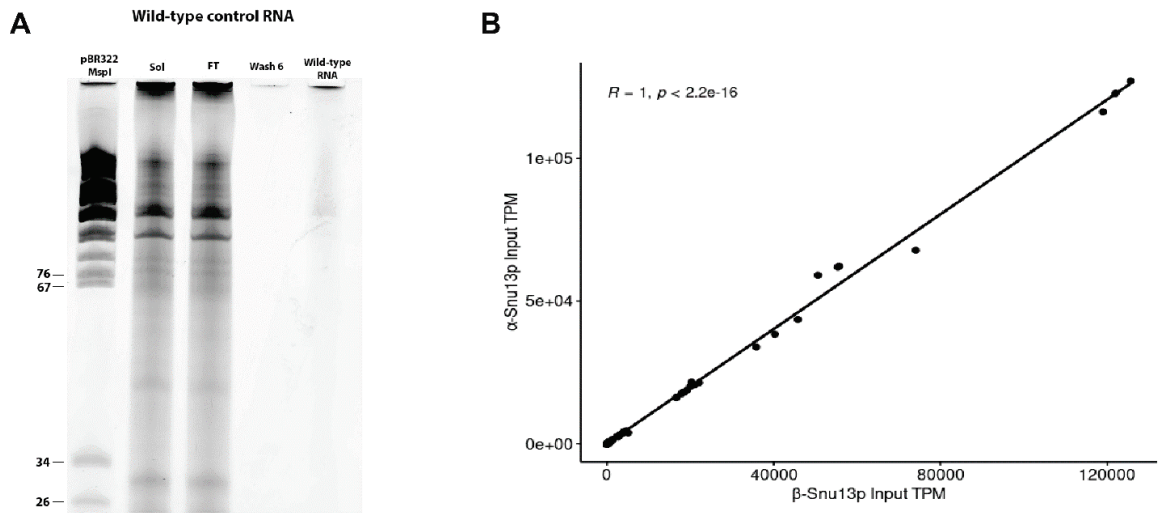 Wild-type control RNA
A
B
pBR322
MspI
Sol
FT
Wash 6
Wild-type
RNA
76
67
34
26
R = 1, p < 2.2e-16
α-Snu13p Input TPM
1e+05
5e+04
0e+00
0
40000
80000
120000
β-Snu13p Input TPM